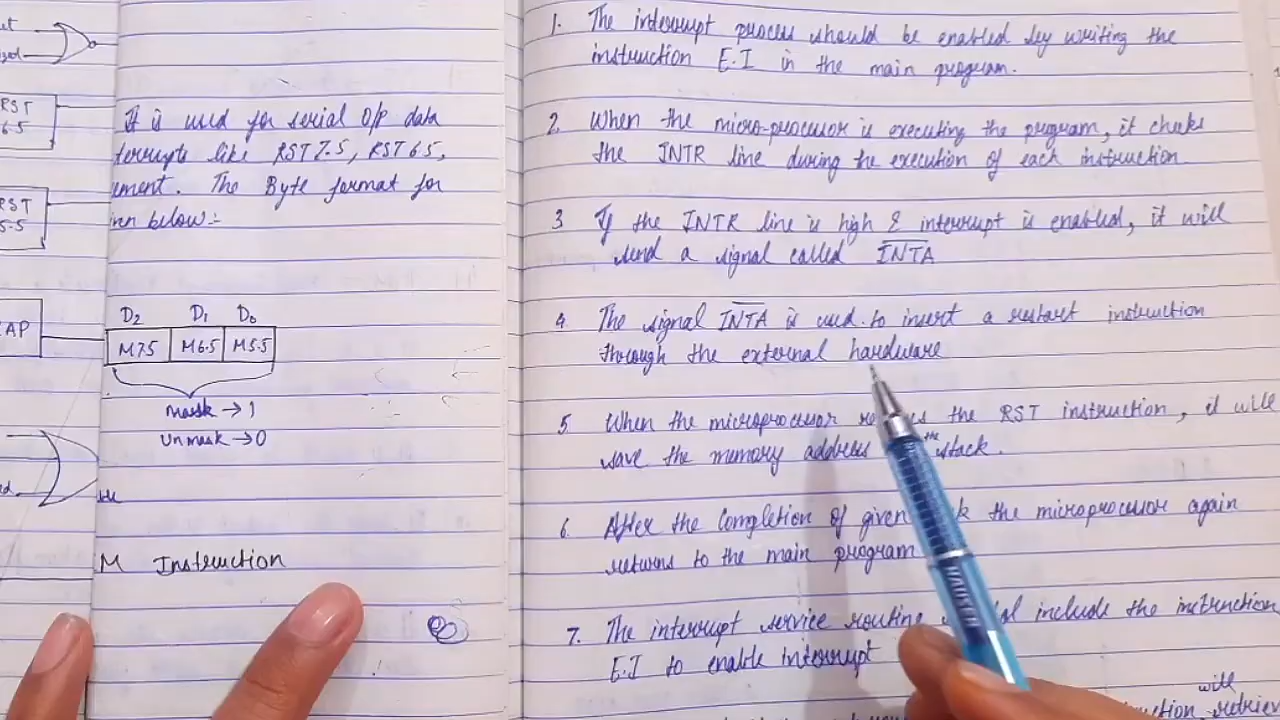 RST
6.5
RST
5.5
AP
It is used for serial O/p data
terrupts like RST7.5, RST 6.5,
ement. The Byte format for
below:-
D2 D1 D0
M7.5 M6.5 M5.5
mask → 1
Unmask → 0
M Instruction
1. The interrupt process should be enabled by writing the
instruction E.I in the main program.
2. When the micro-processor is executing the program, it checks
the INTR line during the execution of each instruction
3 If the INTR line is high & interrupt is enabled, it will
send a signal called INTA
4 The signal INTA is used to insert a restart instruction
through the external hardware
5. When the microprocessor the RST instruction, it will
save the memory address the stack.
6. After the Completion of given the microprocessor again
returns to the main program
7. The interrupt service routine include the instruction
E.I to enable interrupt
will
HAUSER